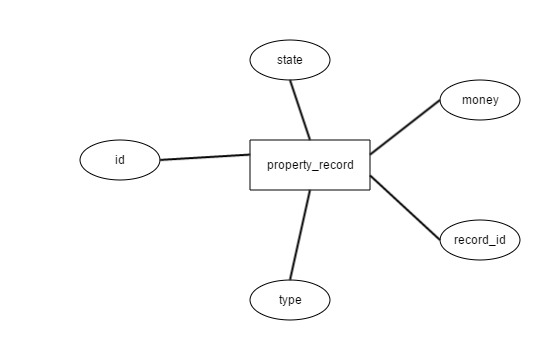 state
money
id
property_record
record_id
type